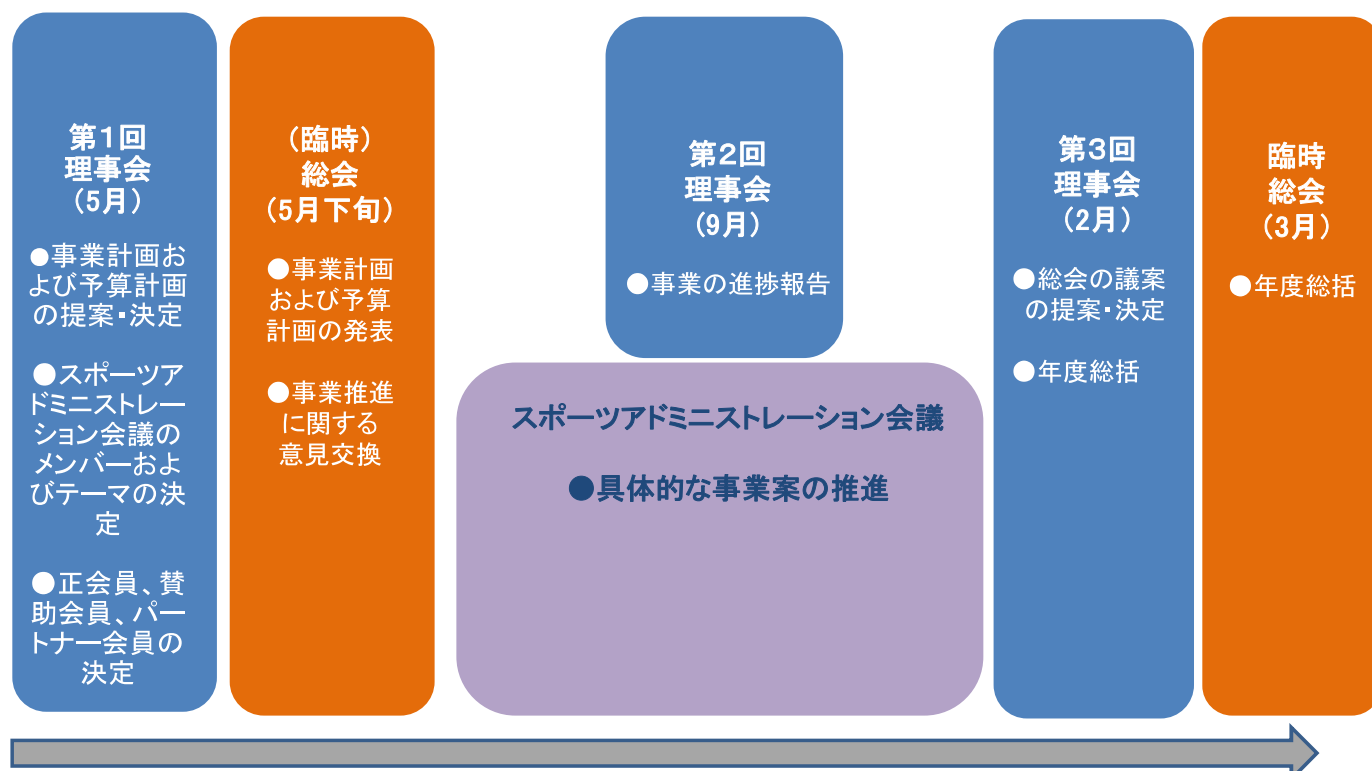 第1回
理事会
(5月)
●事業計画お
よび予算計画
の提案・決定
●スポーツア
ドミニストレー
ション会議の
メンバーおよ
びテーマの決
定
●正会員、賛
助会員、パー
トナー会員の
決定
(臨時)
総会
(5月下旬)
●事業計画
および予算
計画の発表
●事業推進
に関する
意見交換
第2回
理事会
(9月)
●事業の進捗報告
スポーツアドミニストレーション会議
●具体的な事業案の推進
第3回
理事会
(2月)
●総会の議案
の提案・決定
●年度総括
臨時
総会
(3月)
●年度総括